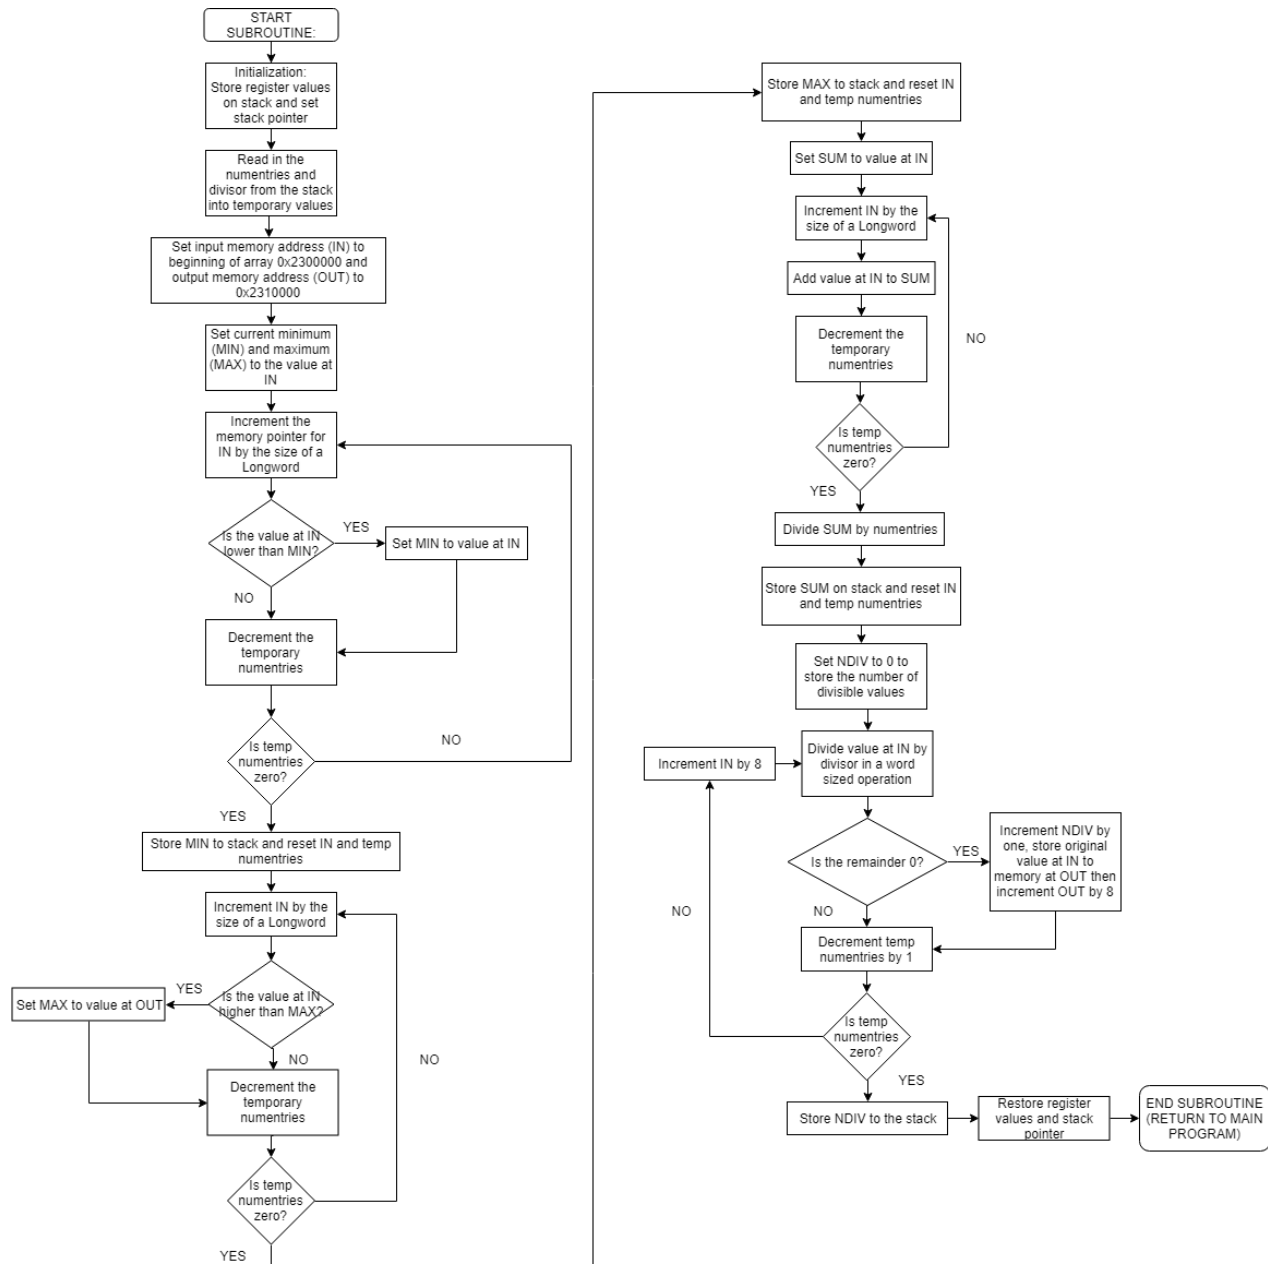 START
SUBROUTINE:
Initialization:
Store register values
on stack and set
stack pointer
Read in the
numentries and
divisor from the stack
into temporary values
Set input memory address (IN) to
beginning of array 0x2300000 and
output memory address (OUT) to
0x2310000
Set current minimum
(MIN) and maximum
(MAX) to the value at
IN
Increment the
memory pointer for
IN by the size of a
Longword
Is the value at IN
lower than MIN?
YES
Set MIN to value at IN
NO
Decrement the
temporary
numentries
Is temp
numentries
zero?
NO
YES
Store MIN to stack and reset IN and temp
numentries
Increment IN by the
size of a Longword
Is the value at IN
higher than MAX?
YES
Set MAX to value at OUT
NO
NO
Decrement the
temporary
numentries
Is temp
numentries
zero?
YES
Store MAX to stack and reset IN
and temp numentries
Set SUM to value at IN
Increment IN by the
size of a Longword
Add value at IN to SUM
Decrement the
temporary
numentries
NO
Is temp
numentries
zero?
YES
Divide SUM by numentries
Store SUM on stack and reset IN
and temp numentries
Set NDIV to 0 to
store the number of
divisible values
Increment IN by 8
Divide value at IN by
divisor in a word
sized operation
Is the remainder 0?
YES
Increment NDIV by
one, store original
value at IN to
memory at OUT then
increment OUT by 8
NO
NO
Decrement temp
numentries by 1
Is temp
numentries
zero?
YES
Store NDIV to the stack
Restore register
values and stack
pointer
END SUBROUTINE
(RETURN TO MAIN
PROGRAM)